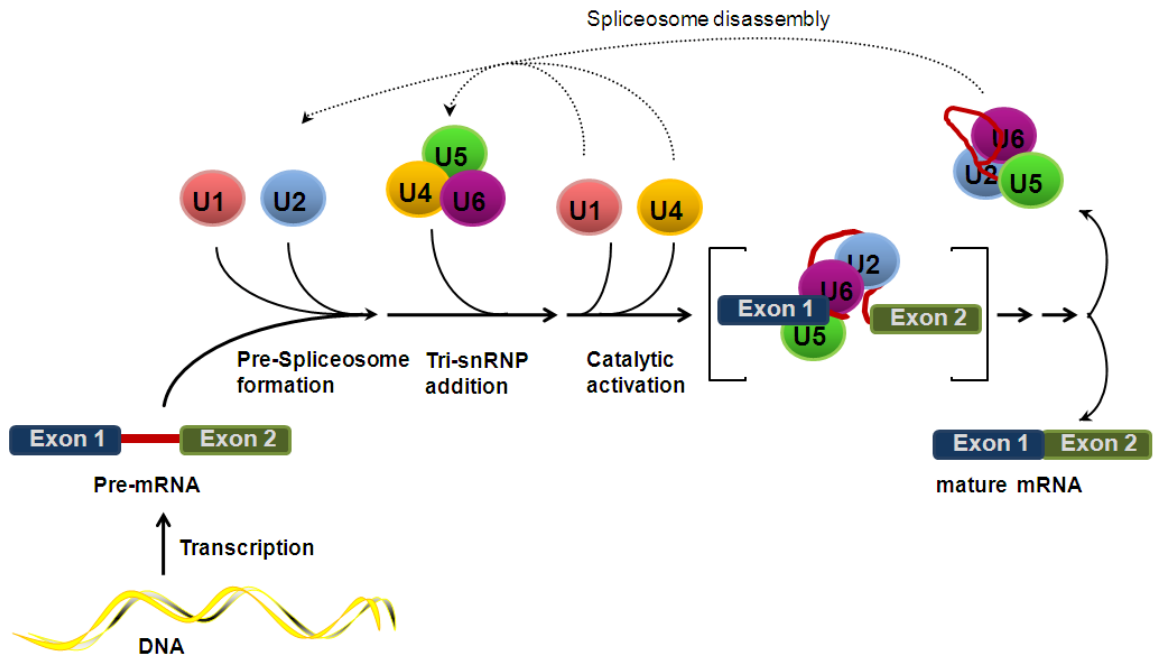 Spliceosome disassembly
U6
U2
U5
U5
U4
U6
U1
U2
U1
U4
U2
U6
Exon 1
Exon 2
U5
Pre-Spliceosome
formation
Tri-snRNP
addition
Catalytic
activation
Exon 1
Exon 2
Pre-mRNA
Exon 1
Exon 2
mature mRNA
Transcription
DNA